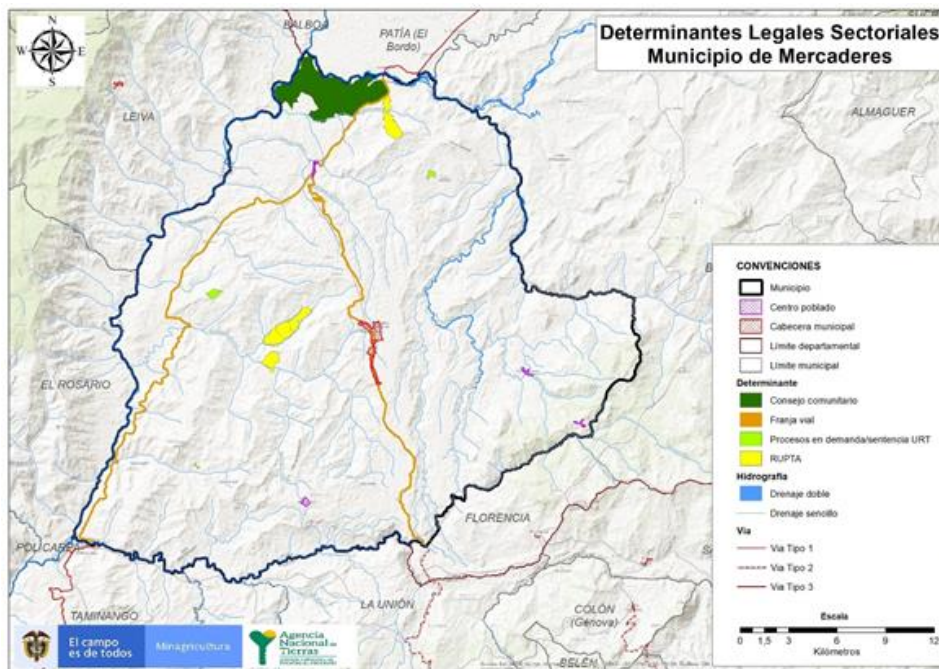 Determinantes Legales Sectoriales
Municipio de Mercaderes
N
W
E
S
BALBOA
PATÍA (El
Bordo)
LEIVA
ALMAGUER
EL ROSARIO
POLICARPA
TAMINANGO
LA UNIÓN
FLORENCIA
COLÓN
(Génova)
BELÉN
CONVENCIONES
Municipio
Centro poblado
Cabecera municipal
Límite departamental
Límite municipal
Determinante
Consejo comunitario
Franja vial
Procesos en demanda/sentencia URT
RUPTA
Hidrografía
Drenaje doble
Drenaje sencillo
Vía
Vía Tipo 1
Vía Tipo 2
Vía Tipo 3
Escala
0 1,5 3 6 9 12
Kilómetros
El campo
es de todos
Minagricultura
Agencia
Nacional de
Tierras